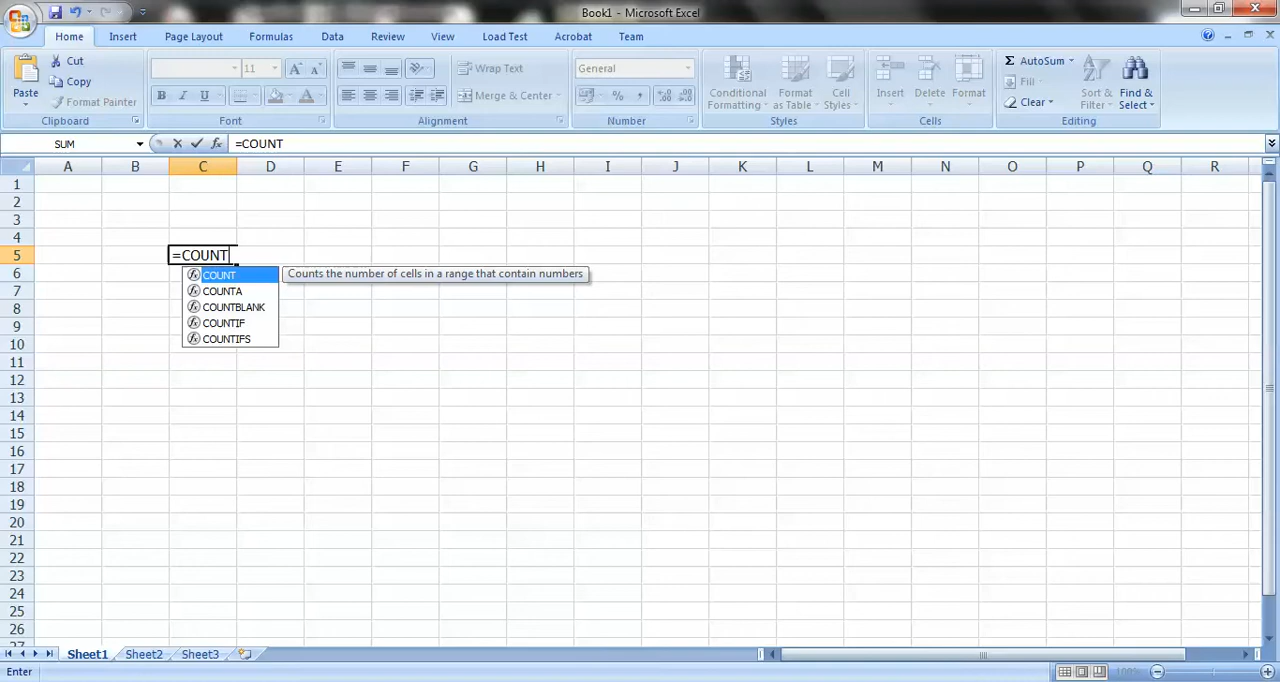 Book1 - Microsoft Excel
Home Insert Page Layout Formulas Data Review View Load Test Acrobat Team
Paste
Cut
Copy
Format Painter
Clipboard
11
A A
B I U
Font
Wrap Text
Merge & Center
Alignment
General
% ,
Number
Conditional Formatting
Format as Table
Cell Styles
Styles
Insert
Delete
Format
Cells
Σ AutoSum
Fill
Clear
Sort & Filter
Find & Select
Editing
SUM fx =COUNT
A B C D E F G H I J K L M N O P Q R
1
2
3
4
5 =COUNT
6 COUNT Counts the number of cells in a range that contain numbers
7 COUNTA
8 COUNTBLANK
9 COUNTIF
10 COUNTIFS
11
12
13
14
15
16
17
18
19
20
21
22
23
24
25
26
27
Sheet1 Sheet2 Sheet3
Enter 100%